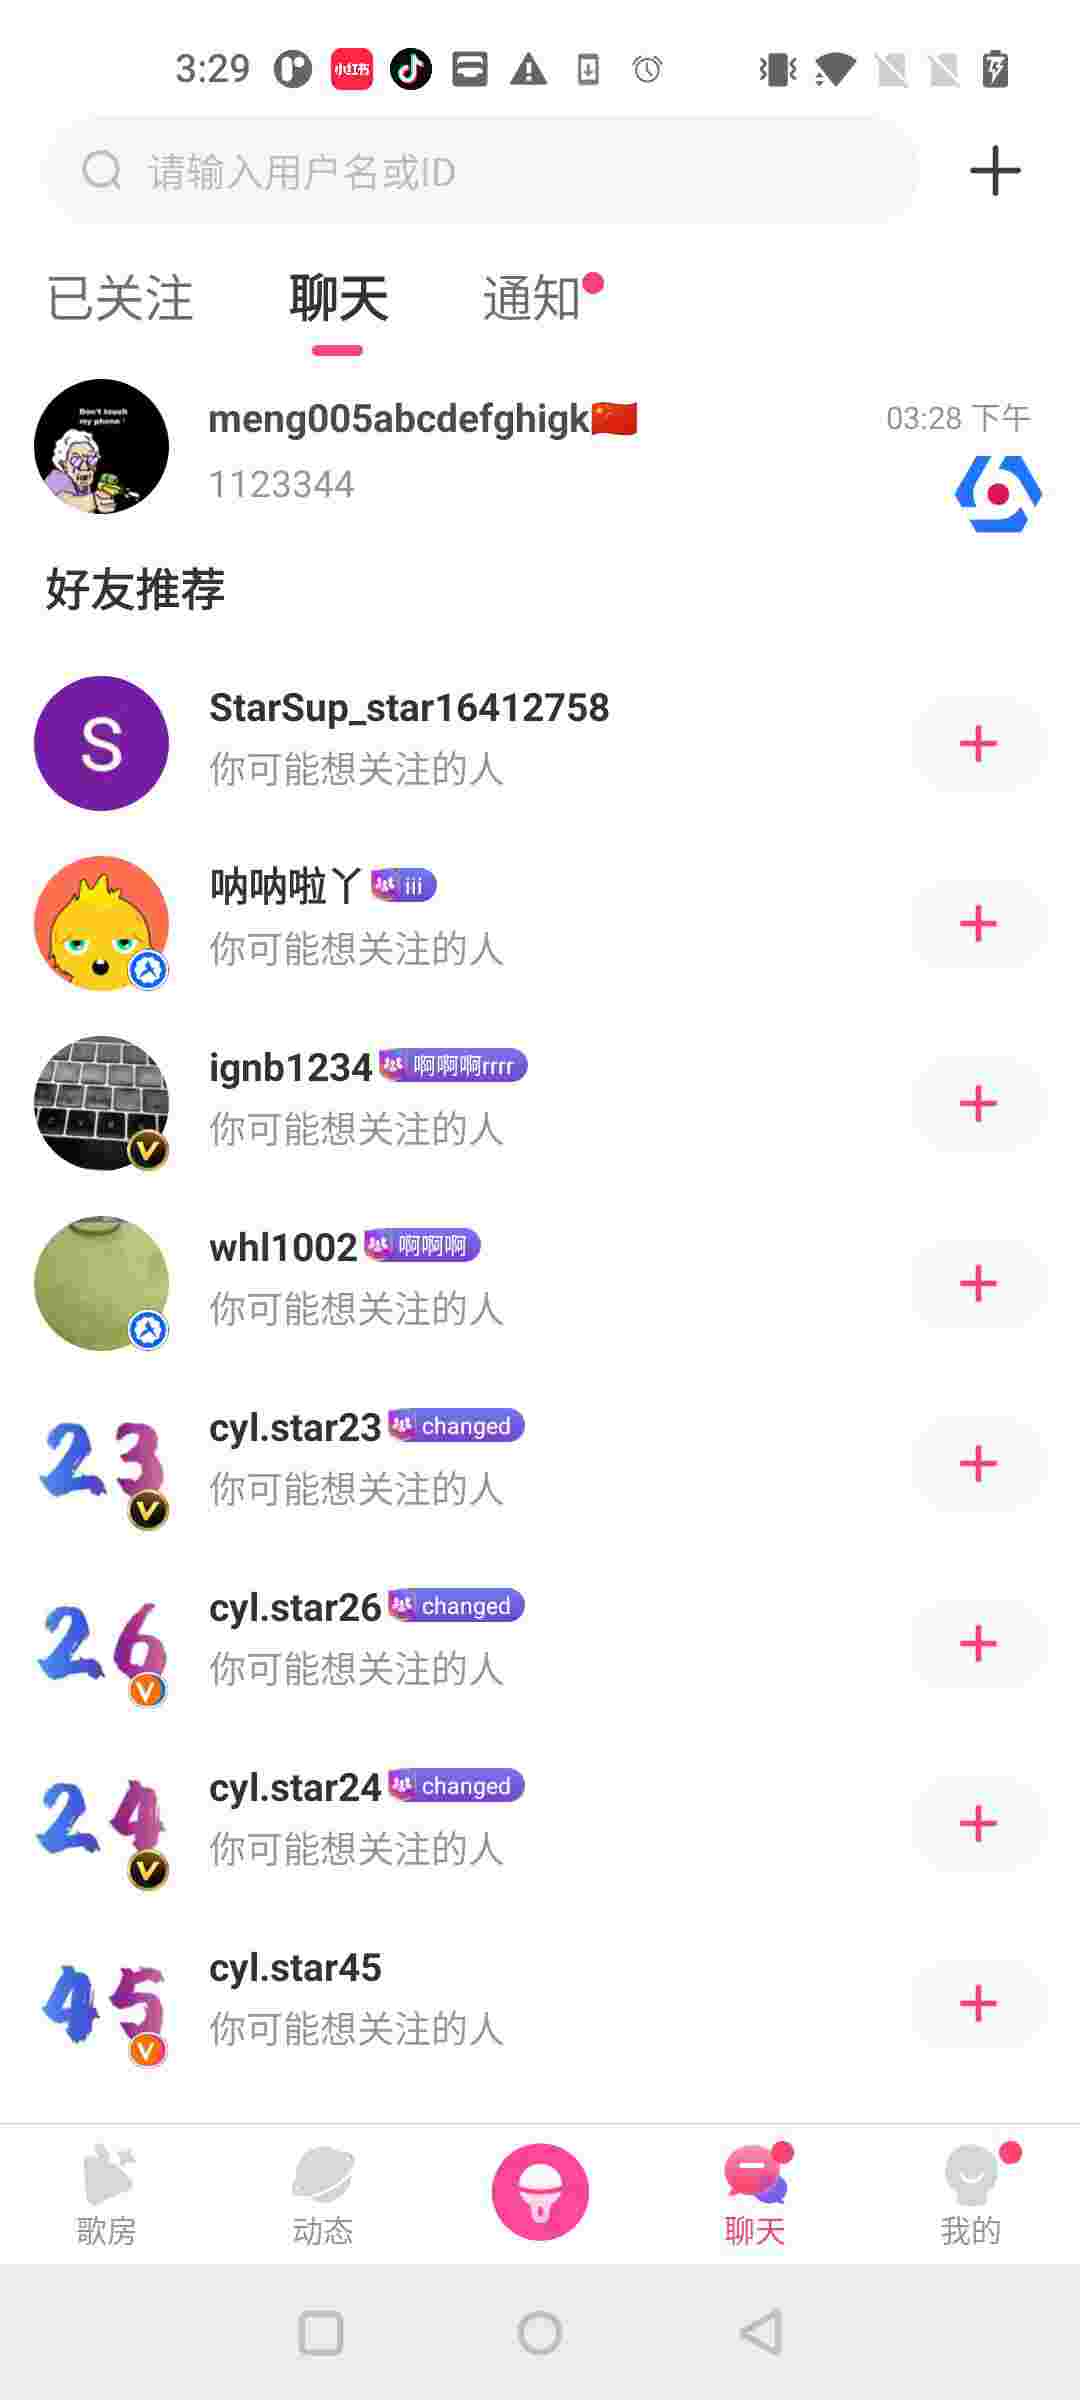 3:29
小红书
请输入用户名或ID
已关注 聊天 通知
Don't touch
my phone !
meng005abcdefghigk🇨🇳 03:28 下午
1123344
好友推荐
S
StarSup_star16412758
你可能想关注的人
呐呐啦丫 iii
你可能想关注的人
ignb1234 啊啊啊rrrr
你可能想关注的人
whl1002 啊啊啊
你可能想关注的人
23
cyl.star23 changed
你可能想关注的人
26
cyl.star26 changed
你可能想关注的人
24
cyl.star24 changed
你可能想关注的人
45
cyl.star45
你可能想关注的人
歌房 动态 聊天 我的